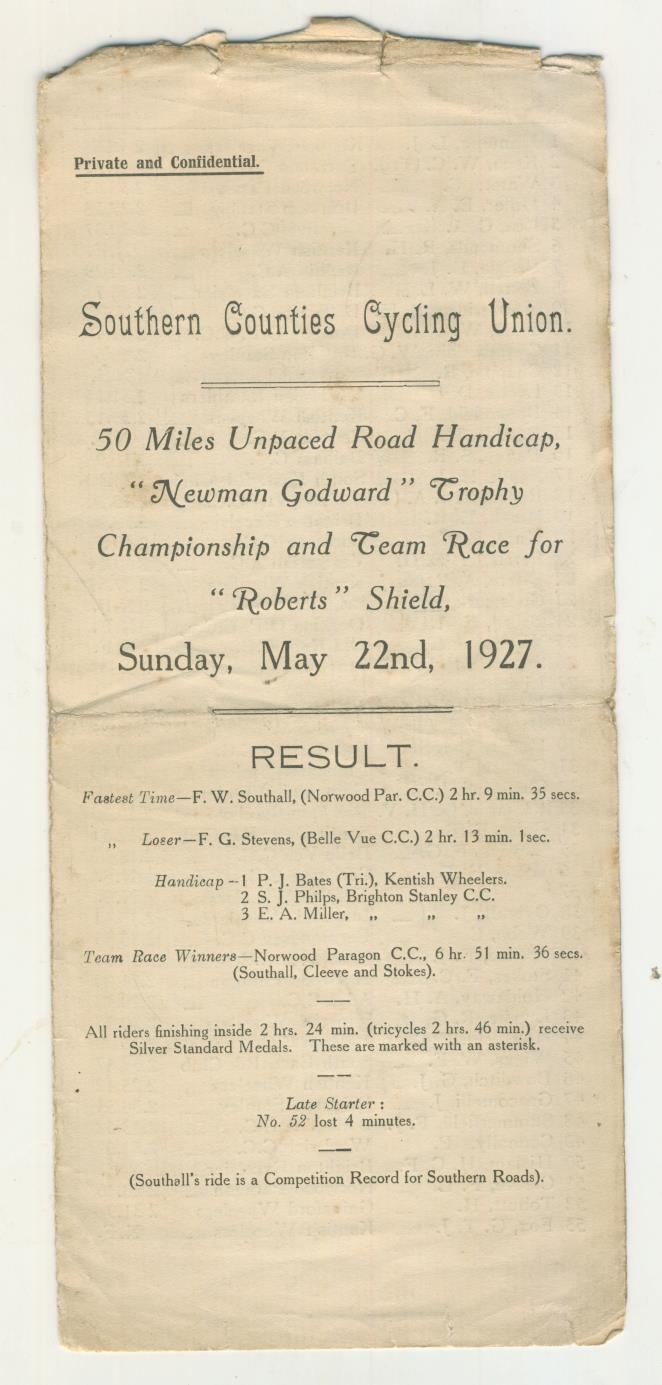 Private and Confidential.
Southern Counties Cycling Union.
50 Miles Unpaced Road Handicap,
“Newman Godward” Trophy
Championship and Team Race for
“Roberts” Shield,
Sunday, May 22nd, 1927.
RESULT.
Fastest Time—F. W. Southall, (Norwood Par. C.C.) 2 hr. 9 min. 35 secs.
„ Loser—F. G. Stevens, (Belle Vue C.C.) 2 hr. 13 min. 1sec.
Handicap—1 P. J. Bates (Tri.), Kentish Wheelers.
2 S. J. Philps, Brighton Stanley C.C.
3 E. A. Miller, „ „ „
Team Race Winners—Norwood Paragon C.C., 6 hr. 51 min. 36 secs.
(Southall, Cleeve and Stokes).
All riders finishing inside 2 hrs. 24 min. (tricycles 2 hrs. 46 min.) receive
Silver Standard Medals. These are marked with an asterisk.
Late Starter :
No. 52 lost 4 minutes.
(Southall's ride is a Competition Record for Southern Roads).